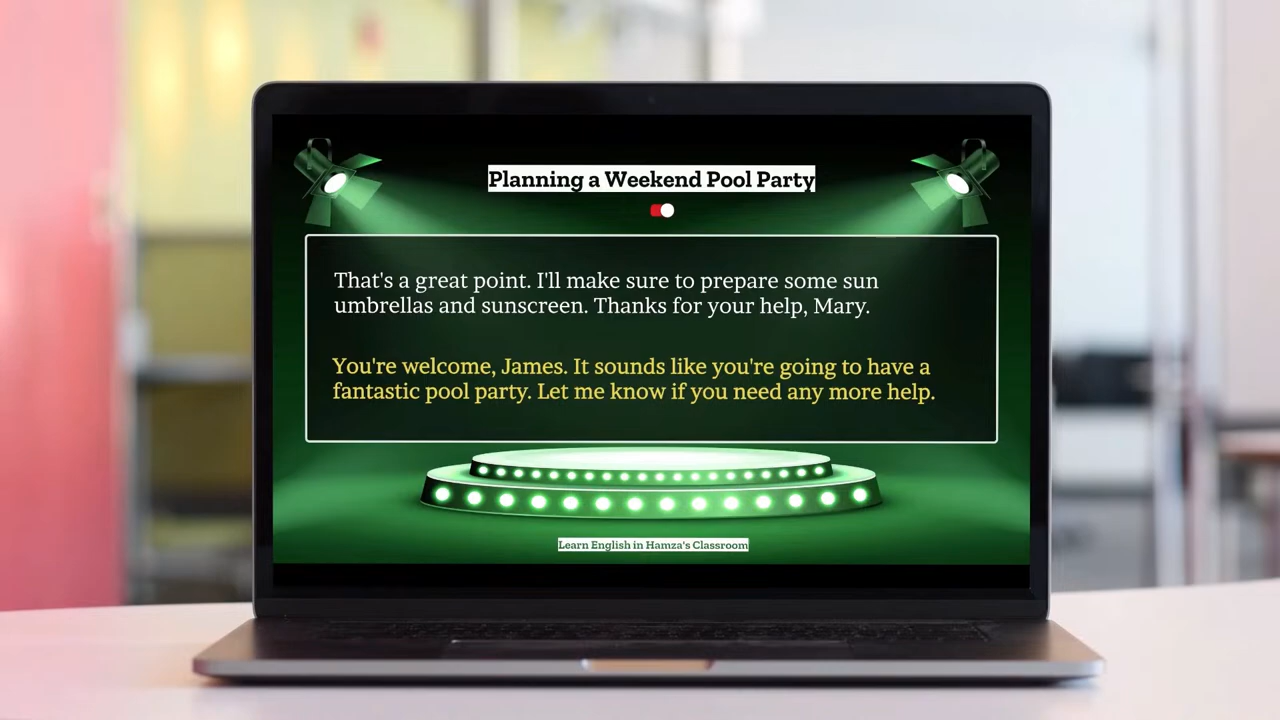 Planning a Weekend Pool Party
That's a great point. I'll make sure to prepare some sun
umbrellas and sunscreen. Thanks for your help, Mary.
You're welcome, James. It sounds like you're going to have a
fantastic pool party. Let me know if you need any more help.
Learn English in Hamza's Classroom